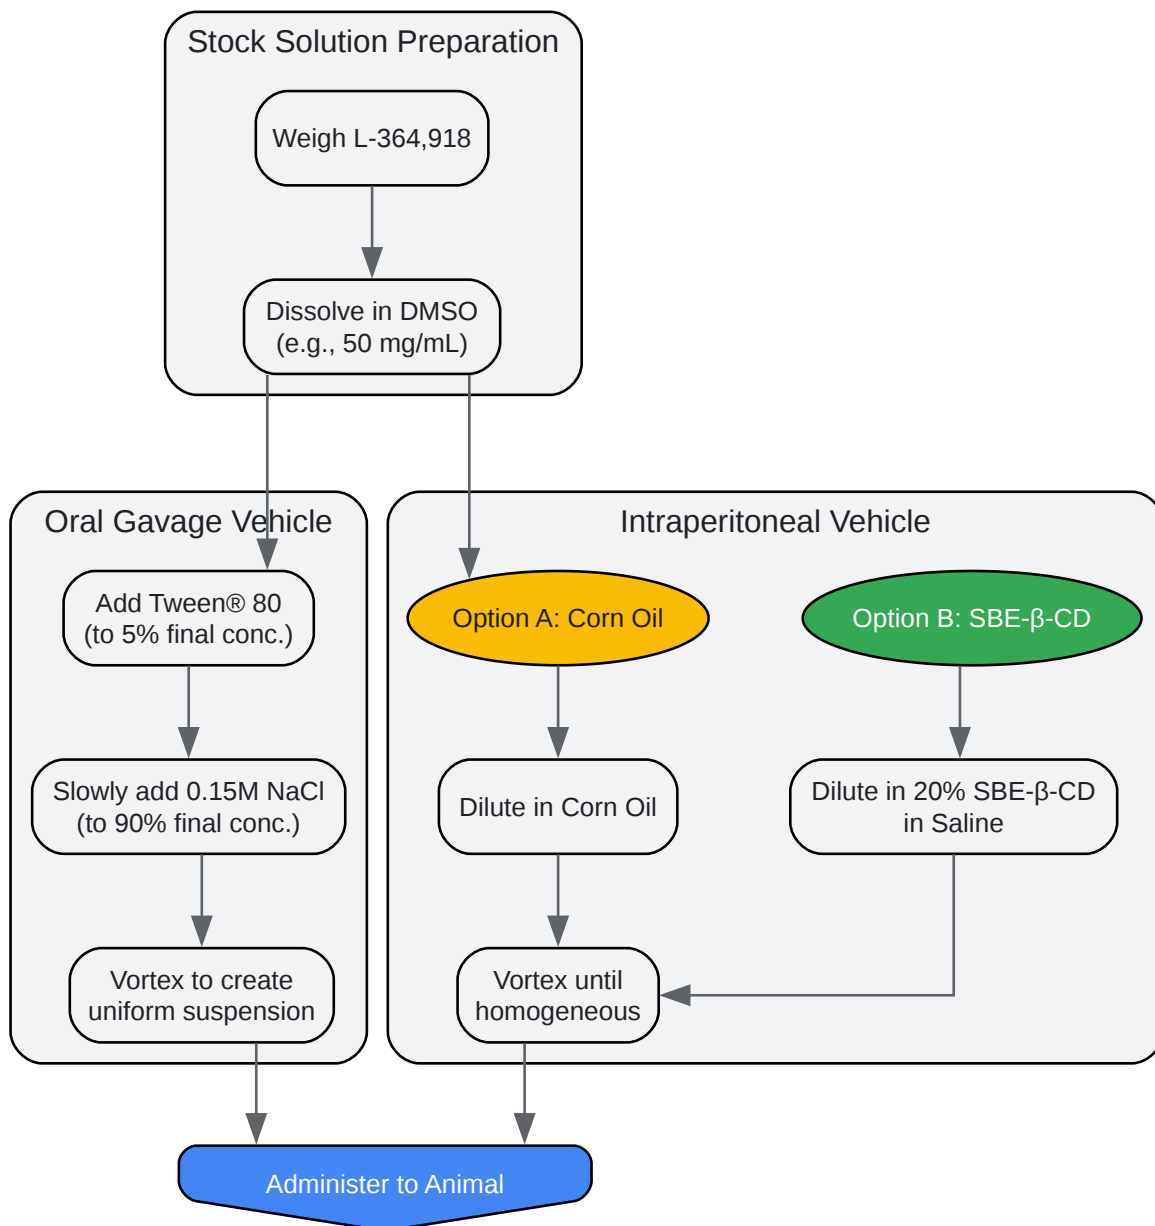 Stock Solution Preparation
Weigh L-364,918
Dissolve in DMSO
(e.g., 50 mg/mL)
Oral Gavage Vehicle
Add Tween® 80
(to 5% final conc.)
Slowly add 0.15M NaCl
(to 90% final conc.)
Vortex to create
uniform suspension
Intraperitoneal Vehicle
Option A: Corn Oil
Option B: SBE-β-CD
Dilute in Corn Oil
Dilute in 20% SBE-β-CD
in Saline
Vortex until
homogeneous
Administer to Animal